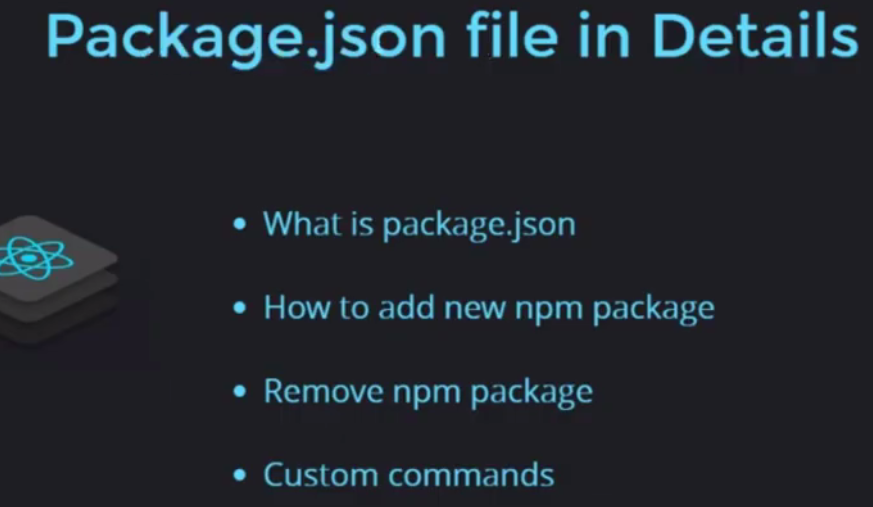 Package.json file in Details
• What is package.json
• How to add new npm package
• Remove npm package
• Custom commands